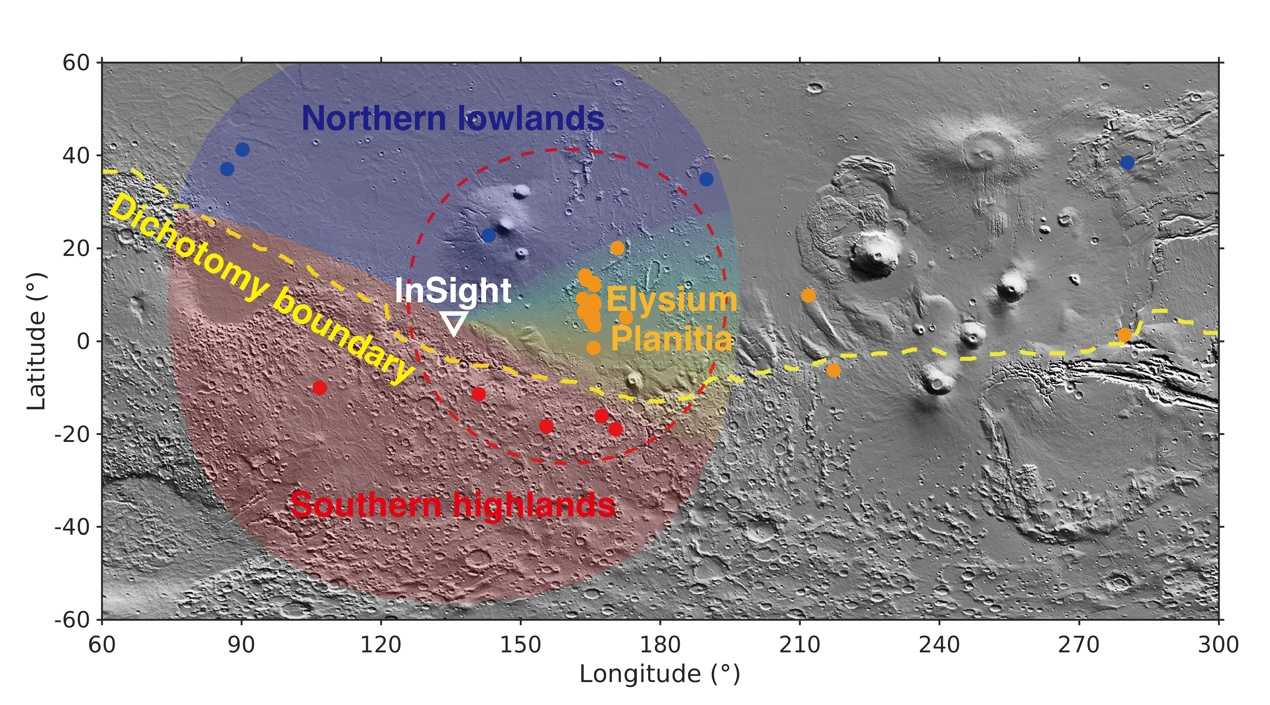 60
40
20
0
-20
-40
-60
Latitude (°)
Northern lowlands
Dichotomy boundary
InSight
Elysium
Planitia
Southern highlands
60 90 120 150 180 210 240 270 300
Longitude (°)